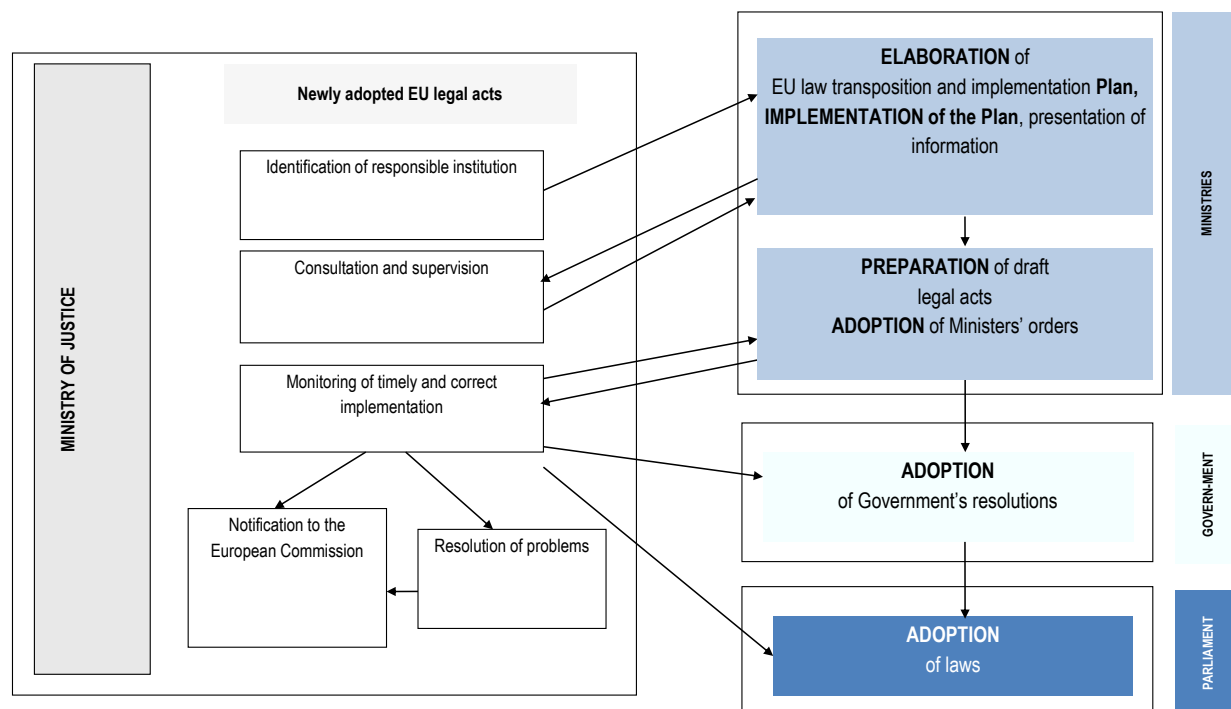 MINISTRY OF JUSTICE
Newly adopted EU legal acts
Identification of responsible institution
Consultation and supervision
Monitoring of timely and correct
implementation
Notification to the
European Commission
Resolution of problems
ELABORATION of
EU law transposition and implementation Plan,
IMPLEMENTATION of the Plan, presentation of
information
PREPARATION of draft
legal acts
ADOPTION of Ministers’ orders
MINISTRIES
ADOPTION
of Government’s resolutions
GOVERN-MENT
ADOPTION
of laws
PARLIAMENT